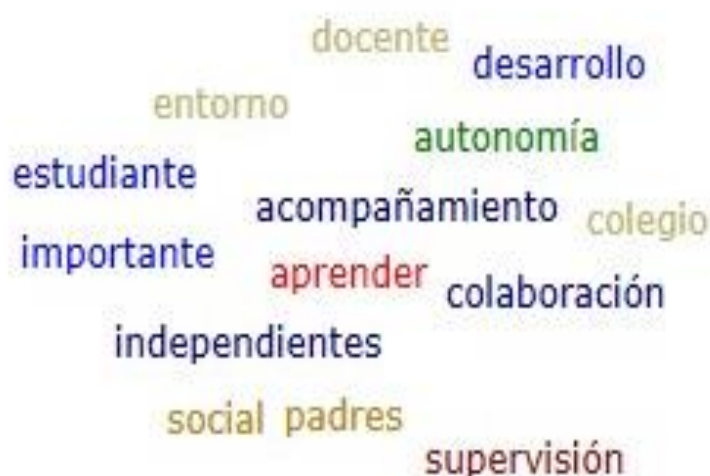 docente
desarrollo
entorno
autonomía
estudiante
acompañamiento
colegio
importante
aprender
colaboración
independientes
social padres
supervisión